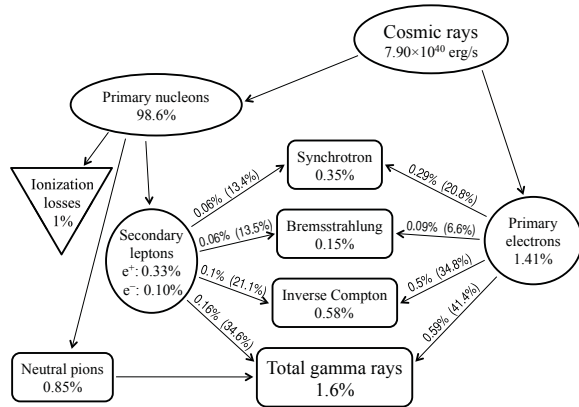 Cosmic rays
7.90×10⁴⁰ erg/s
Primary nucleons
98.6%
Ionization
losses
1%
Synchrotron
0.35%
0.06% (13.4%)
0.29% (20.8%)
Secondary
leptons
e⁺: 0.33%
e⁻: 0.10%
0.06% (13.5%)
Bremsstrahlung
0.15%
0.09% (6.6%)
Primary
electrons
1.41%
0.1% (21.1%)
Inverse Compton
0.58%
0.5% (34.8%)
0.16% (34.6%)
0.59% (41.4%)
Neutral pions
0.85%
Total gamma rays
1.6%